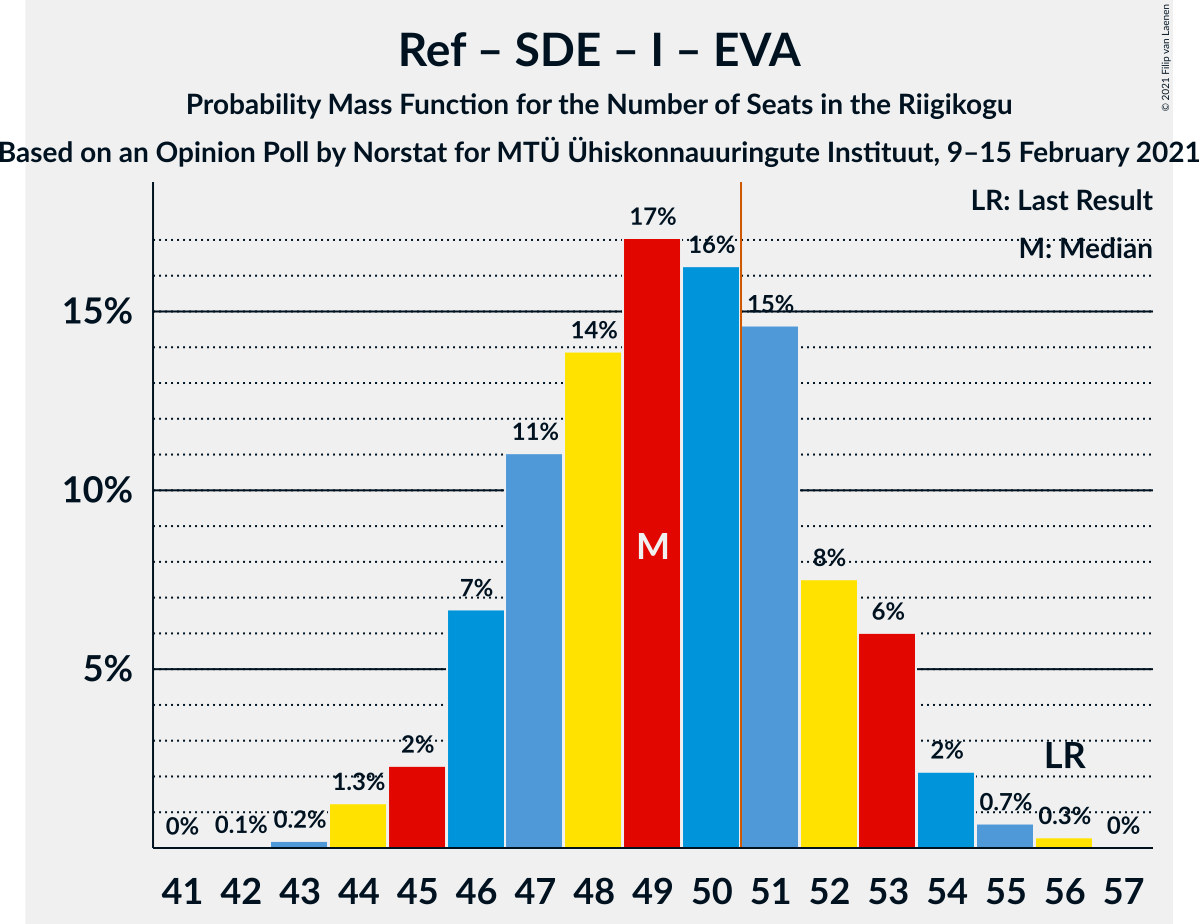 Ref – SDE – I – EVA
Probability Mass Function for the Number of Seats in the Riigikogu
Based on an Opinion Poll by Norstat for MTÜ Ühiskonnauuringute Instituut, 9–15 February 2021
© 2021 Filip van Laenen
LR: Last Result
M: Median
15%
10%
5%
0%
0.1%
0.2%
1.3%
2%
7%
11%
14%
17%
16%
15%
8%
6%
2%
0.7%
0.3%
0%
M
LR
41 42 43 44 45 46 47 48 49 50 51 52 53 54 55 56 57